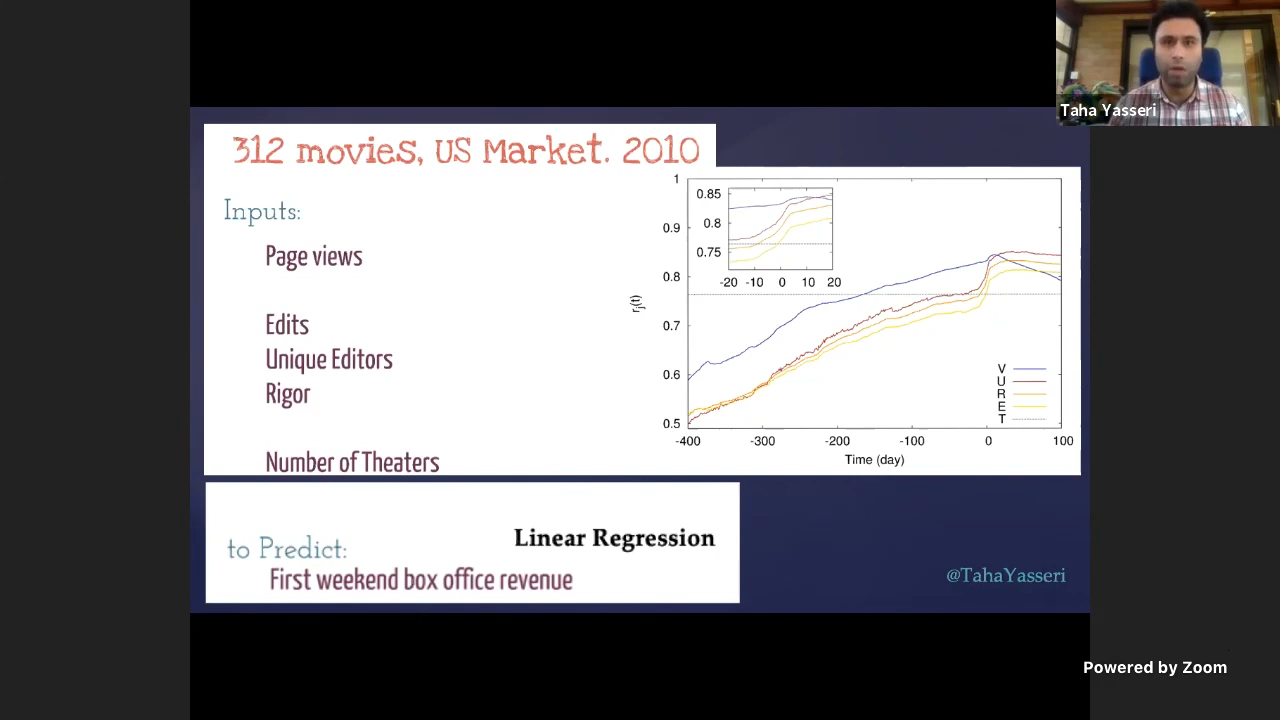 Taha Yasseri
312 movies, US Market. 2010
Inputs:
Page views
Edits
Unique Editors
Rigor
Number of Theaters
1
0.9
0.8
0.7
0.6
0.5
rj(t)
-400
-300
-200
-100
0
100
Time (day)
0.85
0.8
0.75
-20
-10
0
10
20
V
U
R
E
T
to Predict:
Linear Regression
First weekend box office revenue
@TahaYasseri
Powered by Zoom